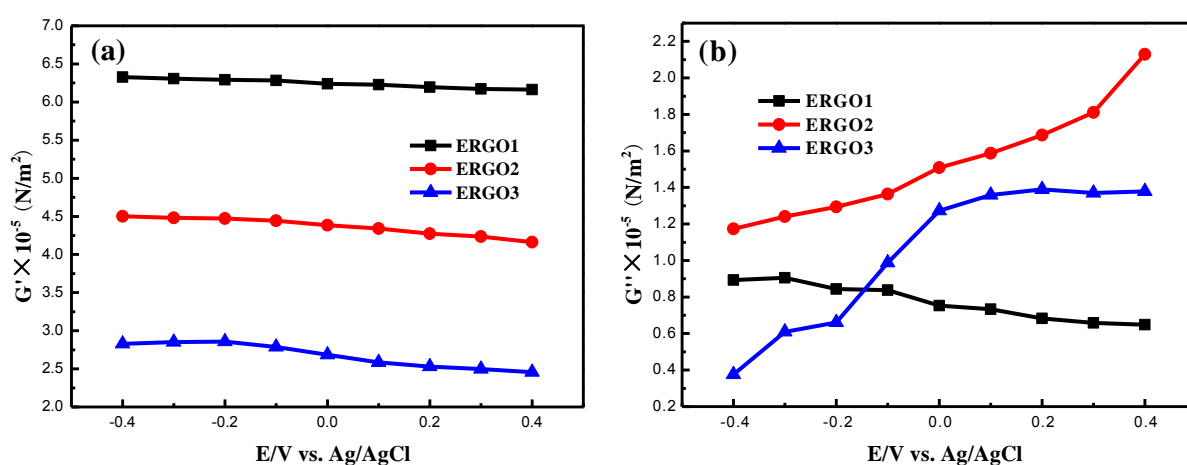 (a)
G'×10⁻⁵ (N/m²)
7.0
6.5
6.0
5.5
5.0
4.5
4.0
3.5
3.0
2.5
2.0
ERGO1
ERGO2
ERGO3
-0.4 -0.2 0.0 0.2 0.4
E/V vs. Ag/AgCl
(b)
G''×10⁻⁵ (N/m²)
2.2
2.0
1.8
1.6
1.4
1.2
1.0
0.8
0.6
0.4
0.2
ERGO1
ERGO2
ERGO3
-0.4 -0.2 0.0 0.2 0.4
E/V vs. Ag/AgCl